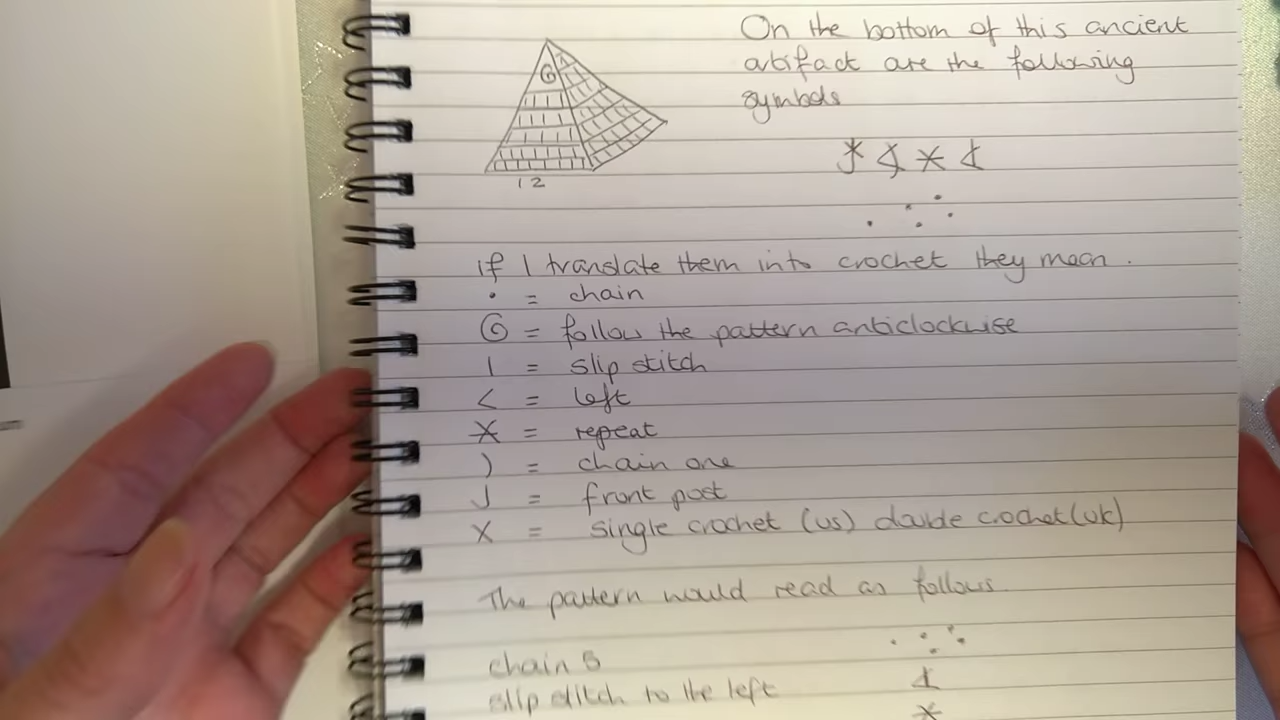 On the bottom of this ancient
artifact are the following
symbols
G
12
If I translate them into crochet they mean.
• = chain
G = follow the pattern anticlockwise
| = slip stitch
< = left
= repeat
) = chain one
J = front post
X = single crochet (us) double crochet (uk)
The pattern would read as follows.
chain 5
slip stitch to the left